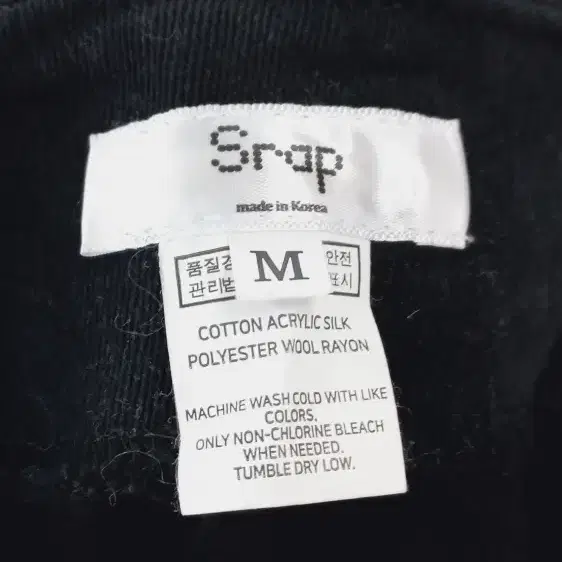 Srap
made in Korea
M
품질경 안전
관리법 표시
COTTON ACRYLIC SILK
POLYESTER WOOL RAYON
MACHINE WASH COLD WITH LIKE
COLORS.
ONLY NON-CHLORINE BLEACH
WHEN NEEDED.
TUMBLE DRY LOW.